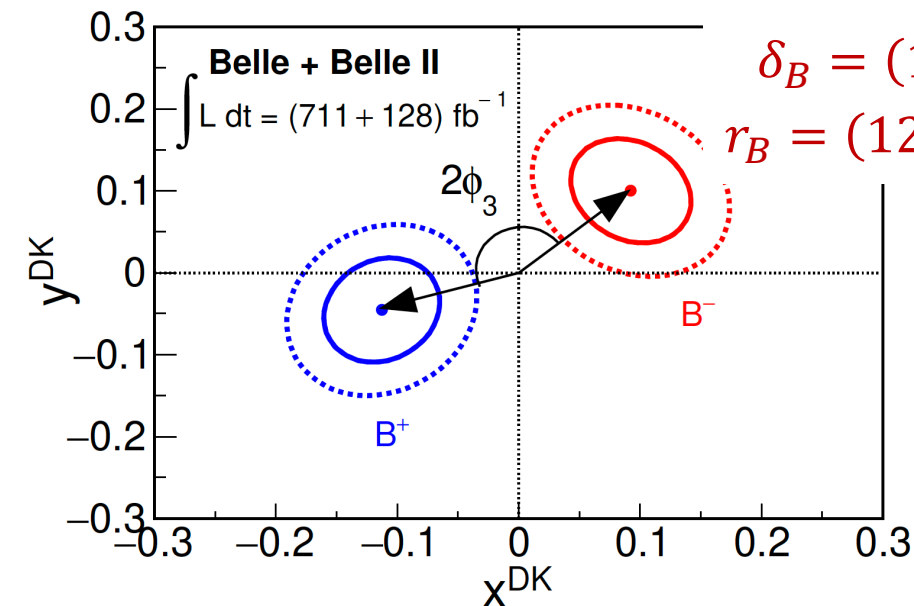 0.3
Belle + Belle II
δ_B = (1
∫ L dt = (711 + 128) fb⁻¹
0.2
r_B = (12
2ϕ₃
0.1
y^DK
0
B⁻
−0.1
B⁺
−0.2
−0.3
−0.3 −0.2 −0.1 0 0.1 0.2 0.3
x^DK